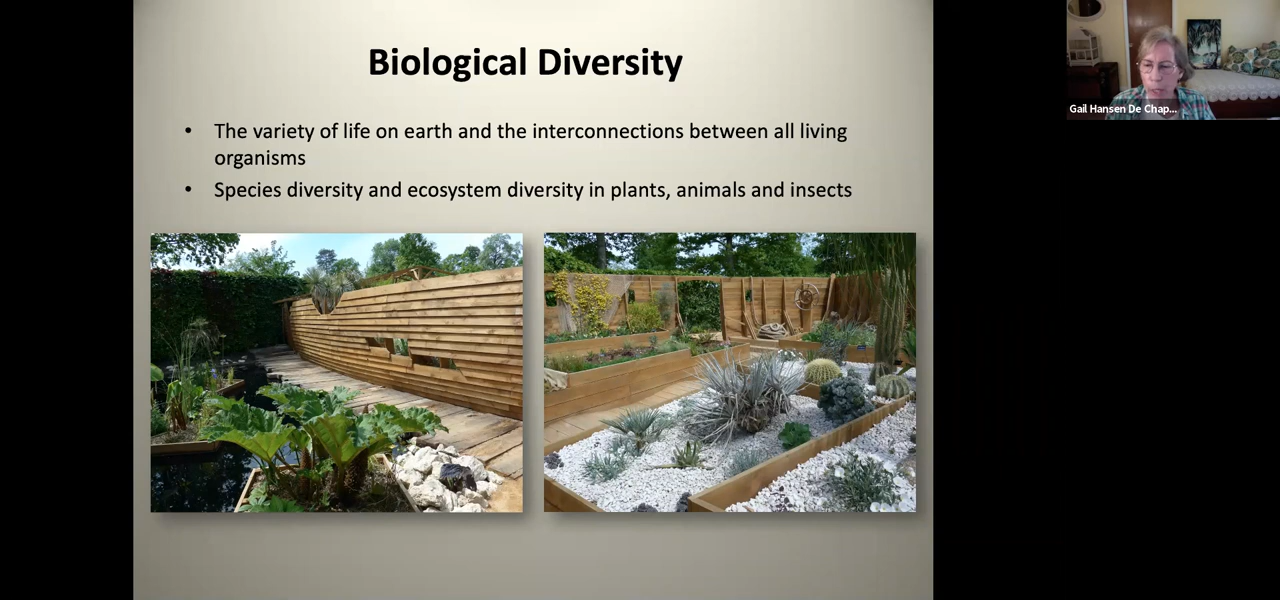 Biological Diversity
• The variety of life on earth and the interconnections between all living
organisms
• Species diversity and ecosystem diversity in plants, animals and insects
Gail Hansen De Chap...